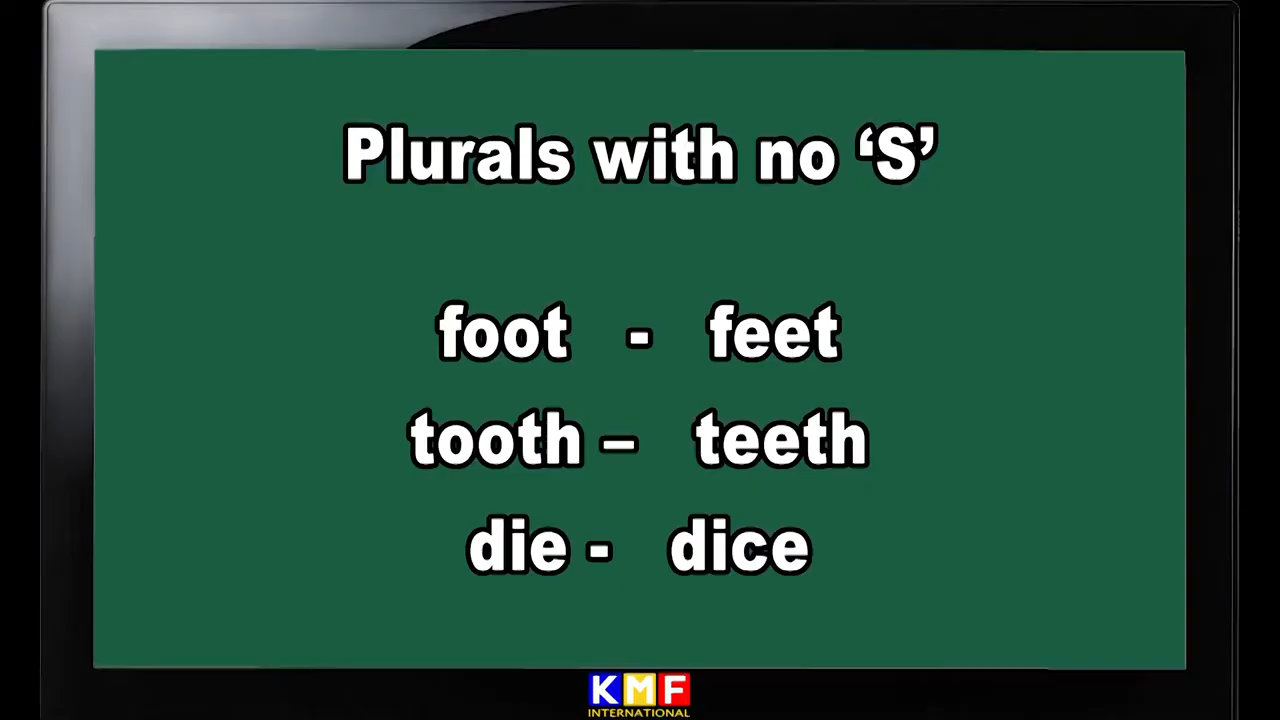 Plurals with no ‘S’
foot - feet
tooth – teeth
die - dice
KMF
INTERNATIONAL